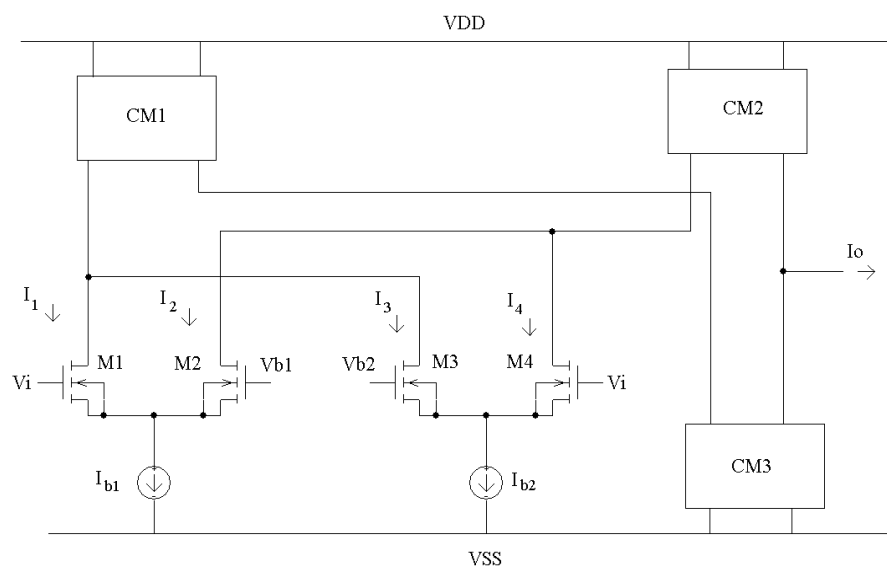 VDD
CM1
CM2
Io
I1
I2
I3
I4
M1
M2
Vb1
Vb2
M3
M4
Vi
Vi
Ib1
Ib2
CM3
VSS